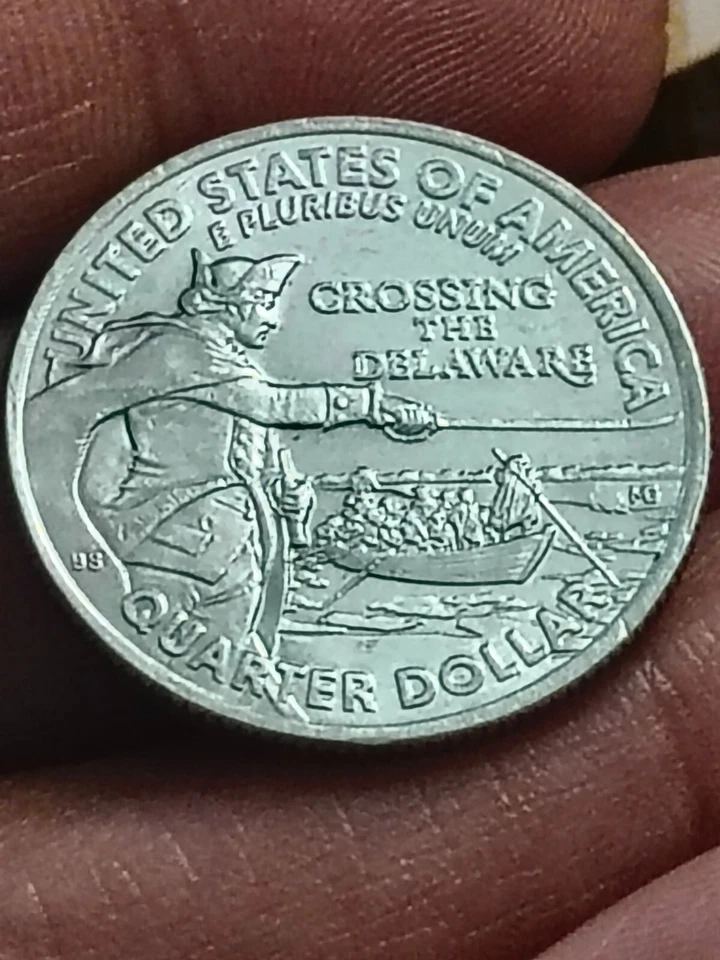 UNITED STATES OF AMERICA
E PLURIBUS UNUM
CROSSING
THE
DELAWARE
QUARTER DOLLAR